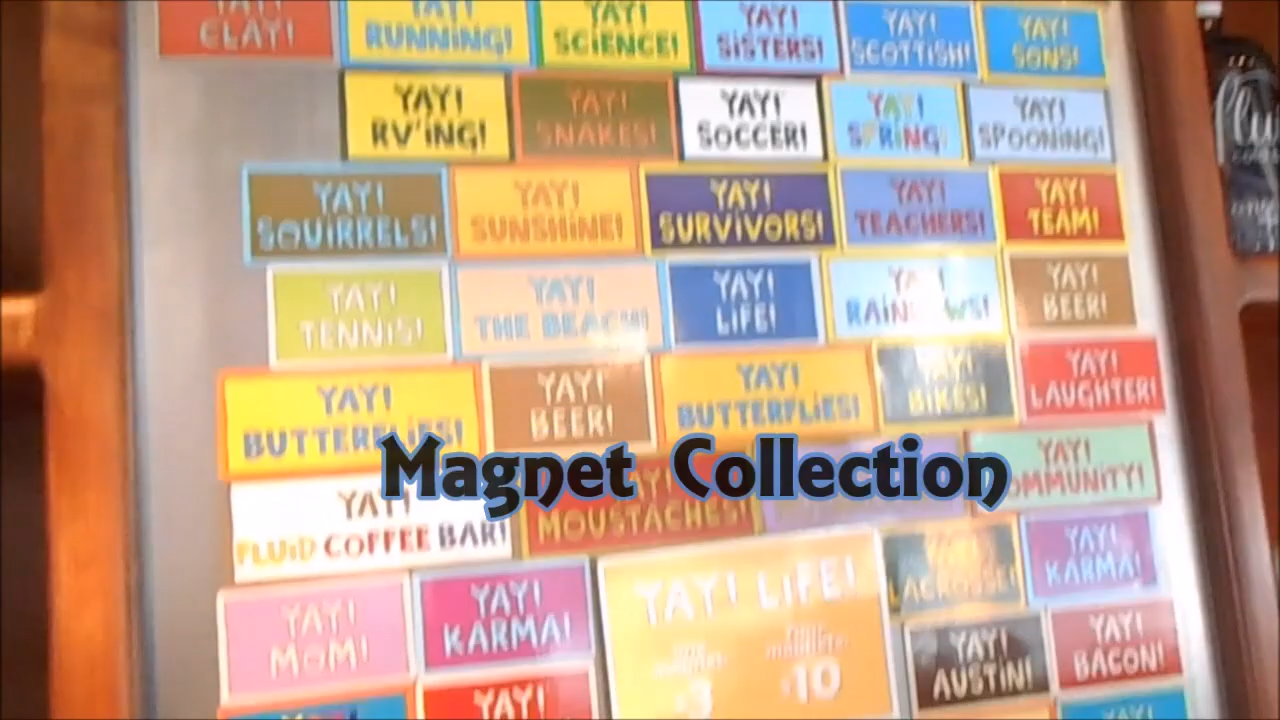 YAY!
CLAY!
YAY!
RUNNING!
YAY!
SCIENCE!
YAY!
SISTERS!
YAY!
SCOTTISH!
YAY!
SONS!
YAY!
RV'ING!
YAY!
SNAKES!
YAY!
SOCCER!
YAY!
SPRING!
YAY!
SPOONING!
YAY!
SQUIRRELS!
YAY!
SUNSHINE!
YAY!
SURVIVORS!
YAY!
TEACHERS!
YAY!
TEAM!
YAY!
TENNIS!
YAY!
THE BEACH!
YAY!
LIFE!
YAY!
YAY!
BEER!
YAY!
BUTTERFLIES!
YAY!
BEER!
YAY!
BUTTERFLIES!
YAY!
BIKES!
YAY!
LAUGHTER!
Magnet Collection
YAY!
FLUID COFFEE BAR!
YAY!
MOUSTACHES!
YAY!
COMMUNITY!
YAY!
LACROSSE!
YAY!
KARMA!
YAY!
MOM!
YAY!
KARMA!
YAY! LIFE!
10
YAY!
AUSTIN!
YAY!
BACON!
YAY!
YAY!
YAY!